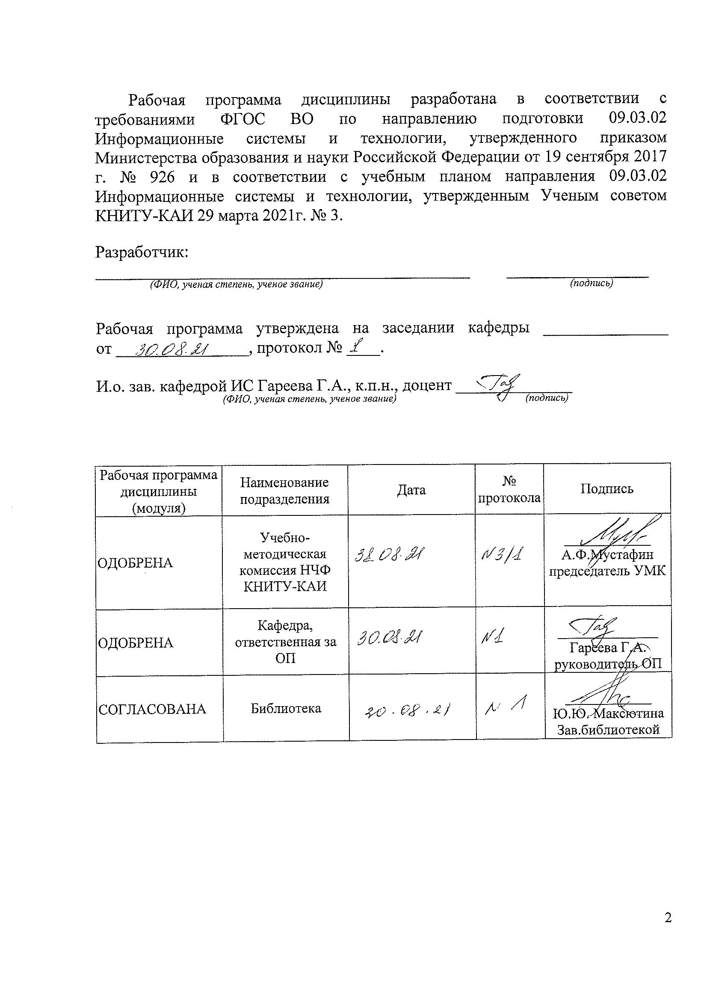 Рабочая программа дисциплины разработана в соответствии с
требованиями ФГОС ВО по направлению подготовки 09.03.02
Информационные системы и технологии, утвержденного приказом
Министерства образования и науки Российской Федерации от 19 сентября 2017
г. № 926 и в соответствии с учебным планом направления 09.03.02
Информационные системы и технологии, утвержденным Ученым советом
КНИТУ-КАИ 29 марта 2021г. № 3.
Разработчик:
(ФИО, ученая степень, ученое звание) (подпись)
Рабочая программа утверждена на заседании кафедры
от 30.08.21, протокол № 1.
И.о. зав. кафедрой ИС Гареева Г.А., к.п.н., доцент
(ФИО, ученая степень, ученое звание) (подпись)
Рабочая программа
дисциплины
(модуля)
Наименование
подразделения
Дата
№
протокола
Подпись
ОДОБРЕНА
Учебно-
методическая
комиссия НЧФ
КНИТУ-КАИ
31.08.21
N3/1
А.Ф.Мустафин
председатель УМК
ОДОБРЕНА
Кафедра,
ответственная за
ОП
30.08.21
N1
Гареева Г.А.
руководитель ОП
СОГЛАСОВАНА
Библиотека
30.08.21
N 1
Ю.Ю. Максютина
Зав.библиотекой
2